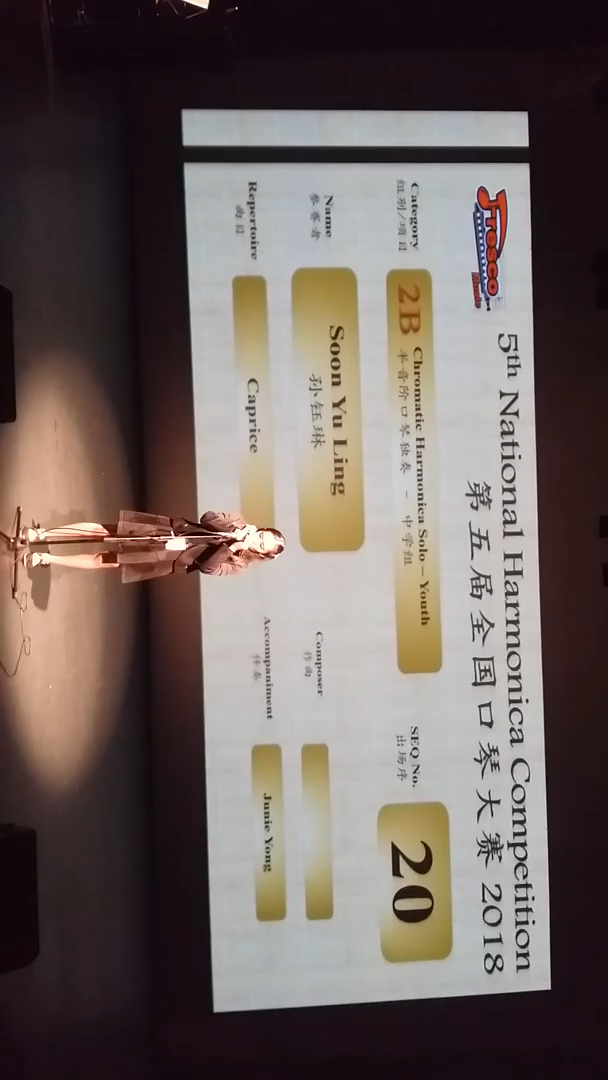 Fresco
Music
5th National Harmonica Competition
第五届全国口琴大赛 2018
Category
组别/项目
2B Chromatic Harmonica Solo – Youth
半音阶口琴独奏 – 中学组
SEQ No.
出场序
20
Name
参赛者
Soon Yu Ling
孙钰琳
Composer
作曲
Repertoire
曲目
Caprice
Accompaniment
伴奏
Junie Yong